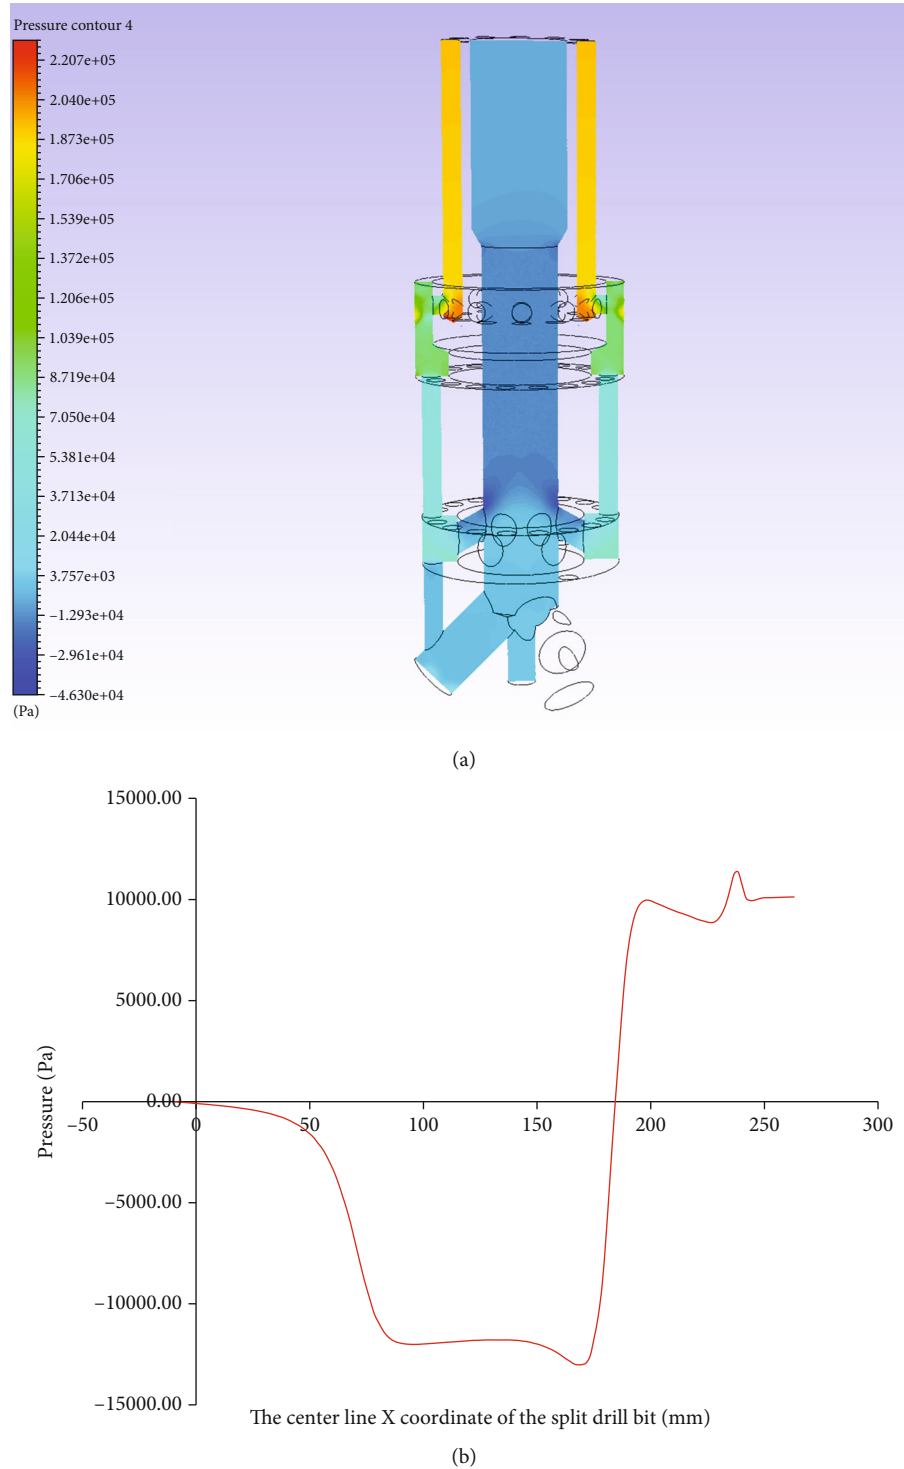 Pressure contour 4
2.207e+05
2.040e+05
1.873e+05
1.706e+05
1.539e+05
1.372e+05
1.206e+05
1.039e+05
8.719e+04
7.050e+04
5.381e+04
3.713e+04
2.044e+04
3.757e+03
–1.293e+04
–2.961e+04
–4.630e+04
(Pa)
(a)
15000.00
10000.00
5000.00
0.00
–5000.00
–10000.00
–15000.00
Pressure (Pa)
–50 0 50 100 150 200 250 300
The center line X coordinate of the split drill bit (mm)
(b)